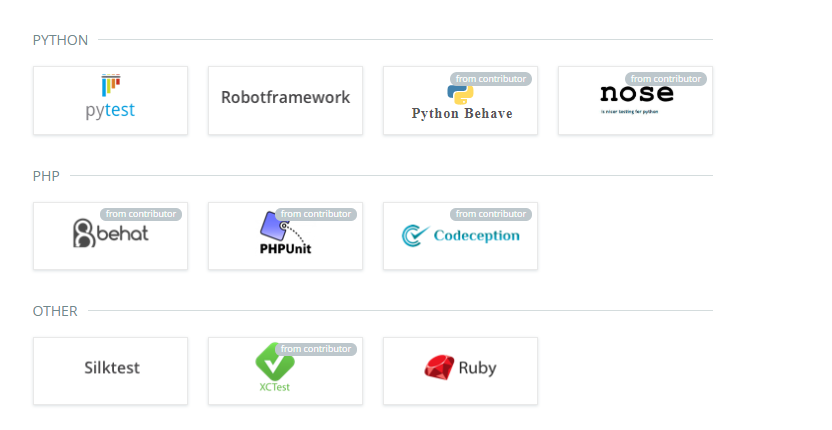 PYTHON
pytest
Robotframework
from contributor
Python Behave
from contributor
nose
is nicer testing for python
PHP
from contributor
behat
from contributor
PHPUnit
from contributor
Codeception
OTHER
Silktest
from contributor
XCTest
Ruby